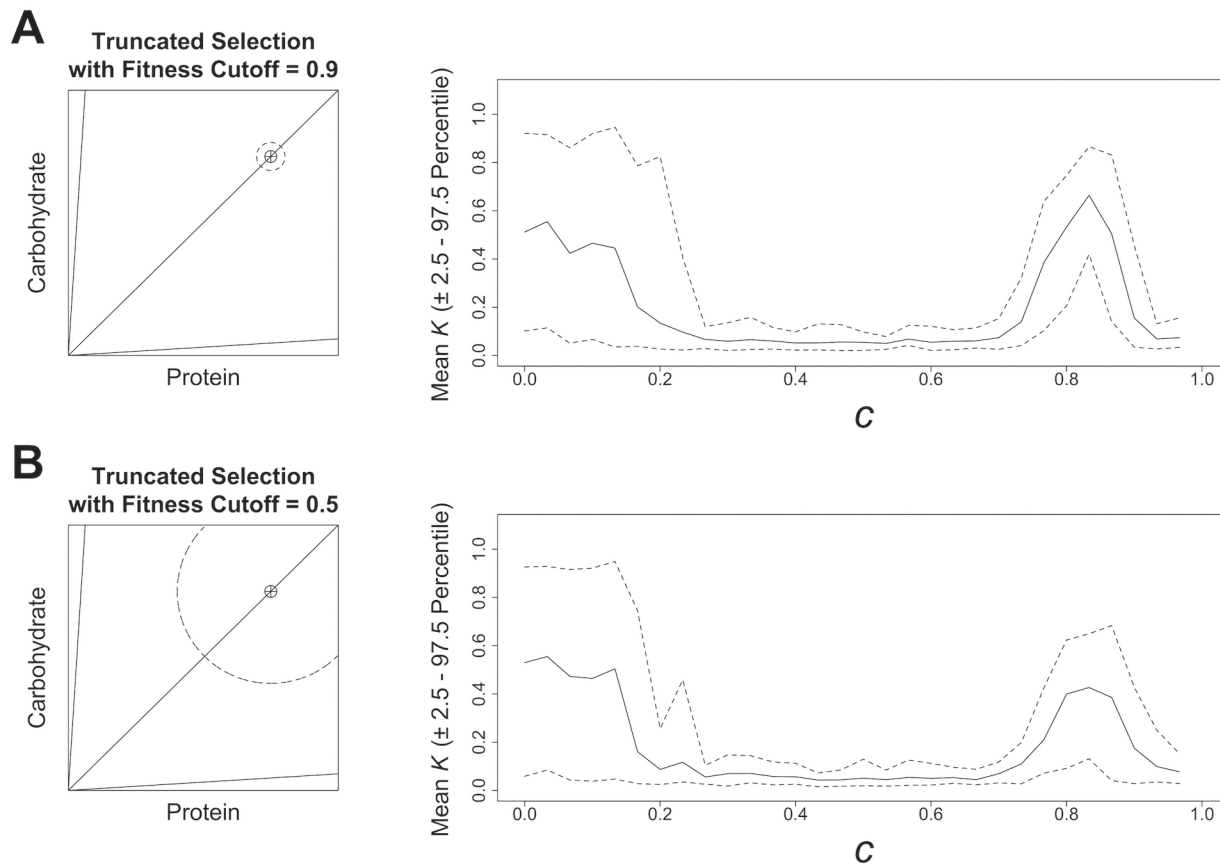 A
Truncated Selection
with Fitness Cutoff = 0.9
Carbohydrate
Protein
Mean K (± 2.5 - 97.5 Percentile)
1.0
0.8
0.6
0.4
0.2
0.0
0.0 0.2 0.4 0.6 0.8 1.0
C
B
Truncated Selection
with Fitness Cutoff = 0.5
Carbohydrate
Protein
Mean K (± 2.5 - 97.5 Percentile)
1.0
0.8
0.6
0.4
0.2
0.0
0.0 0.2 0.4 0.6 0.8 1.0
C